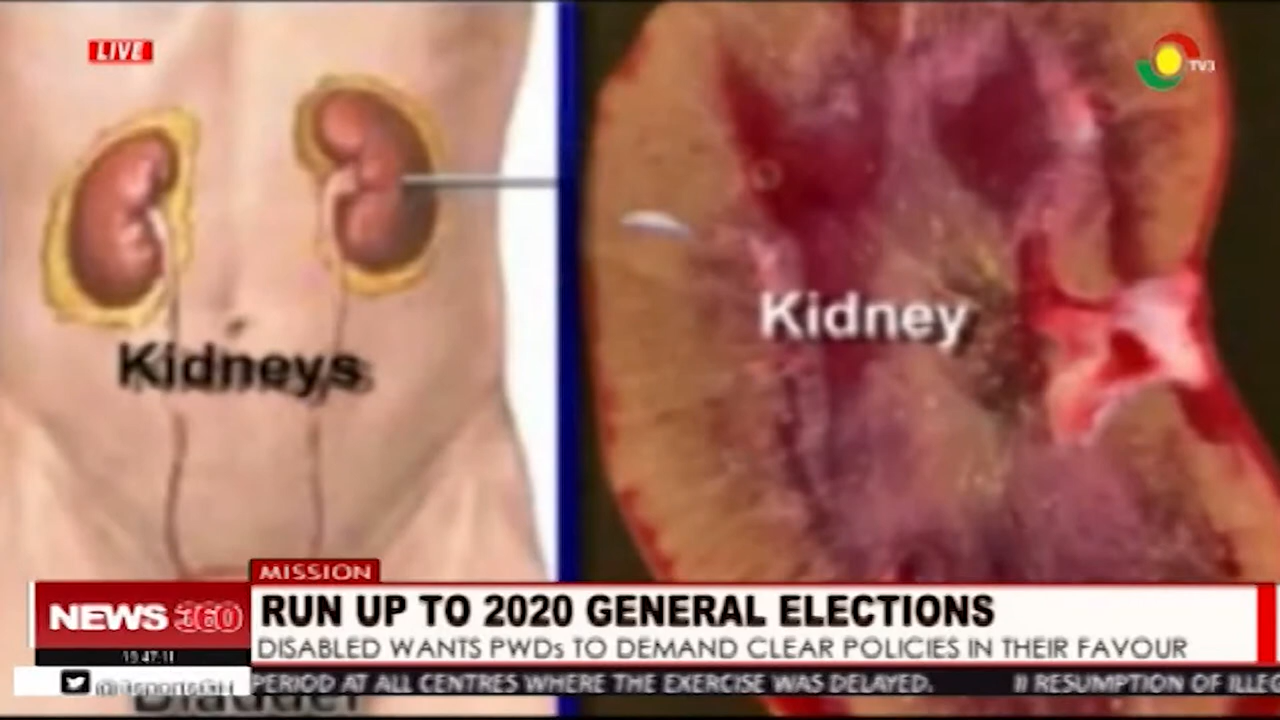 LIVE
TV3
Kidneys
Kidney
MISSION
NEWS 360
RUN UP TO 2020 GENERAL ELECTIONS
DISABLED WANTS PWDs TO DEMAND CLEAR POLICIES IN THEIR FAVOUR
PERIOD AT ALL CENTRES WHERE THE EXERCISE WAS DELAYED. // RESUMPTION OF ILLEG
Bladder